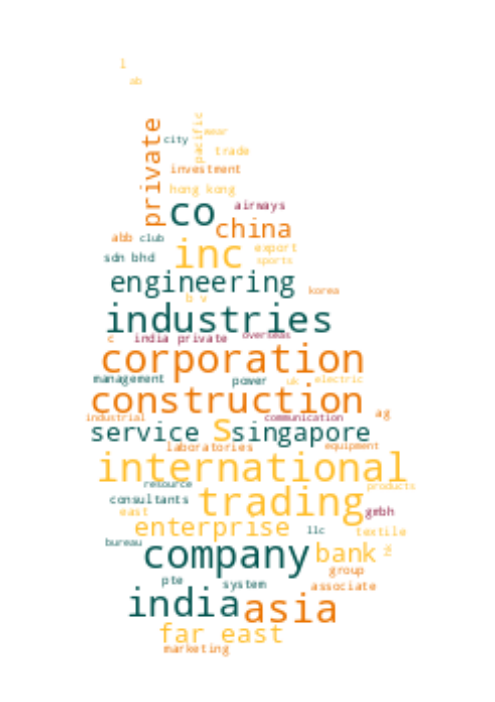 l
ab
pacific
wear
private
city
trade
investment
hong kong
co
airways
china
abb club
inc
export
sdn bhd
sports
engineering
korea
b v
industries
c
india private
overseas
corporation
management
power
uk
electric
construction
industrial
s
communication
ag
service
singapore
laboratories
equipment
international
resource
products
consultants
trading
east
gmbh
enterprise
llc
textile
bureau
company
bank
group
pte
system
associate
india
asia
far east
marketing